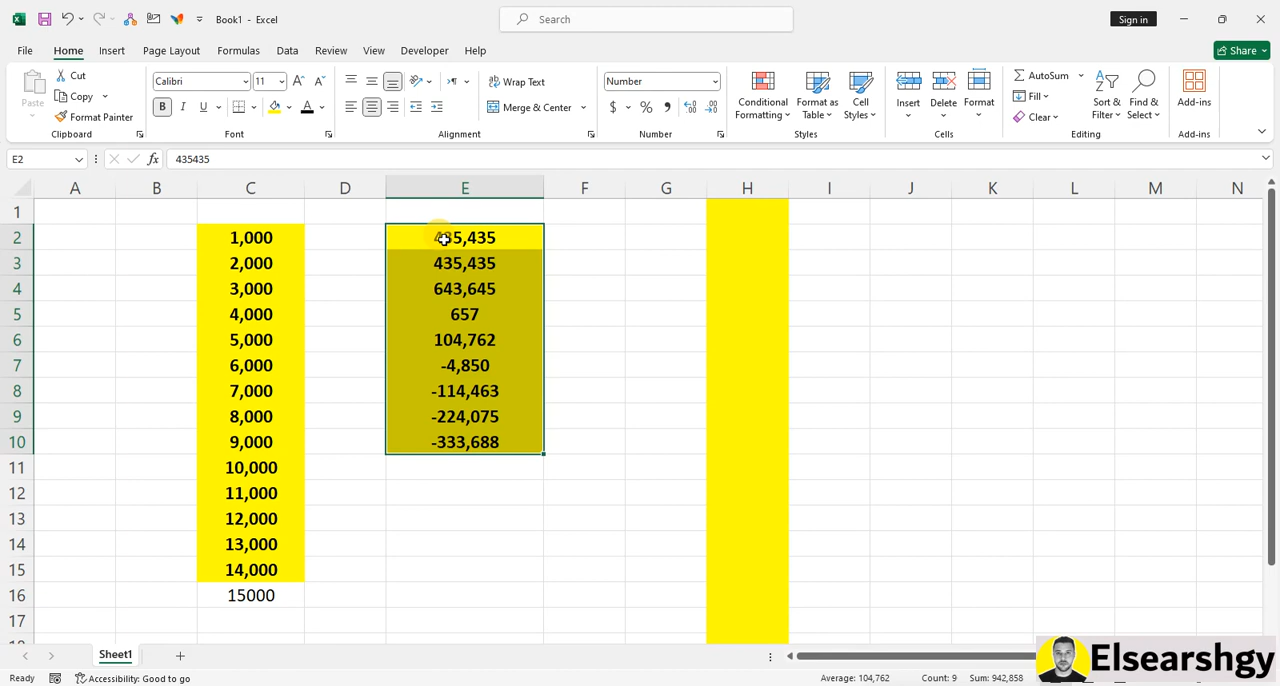 Book1 - Excel
Search
Sign in
File Home Insert Page Layout Formulas Data Review View Developer Help
Share
Paste
Cut
Copy
Format Painter
Clipboard
Calibri 11
B I U
Font
Wrap Text
Merge & Center
Alignment
Number
$ %
Number
Conditional Formatting
Format as Table
Cell Styles
Styles
Insert Delete Format
Cells
AutoSum
Fill
Clear
Sort & Filter
Find & Select
Editing
Add-ins
Add-ins
E2 fx 435435
A B C D E F G H I J K L M N
1
2 1,000 435,435
3 2,000 435,435
4 3,000 643,645
5 4,000 657
6 5,000 104,762
7 6,000 -4,850
8 7,000 -114,463
9 8,000 -224,075
10 9,000 -333,688
11 10,000
12 11,000
13 12,000
14 13,000
15 14,000
16 15000
17
Sheet1
Elsearshgy
Ready Accessibility: Good to go Average: 104,762 Count: 9 Sum: 942,858